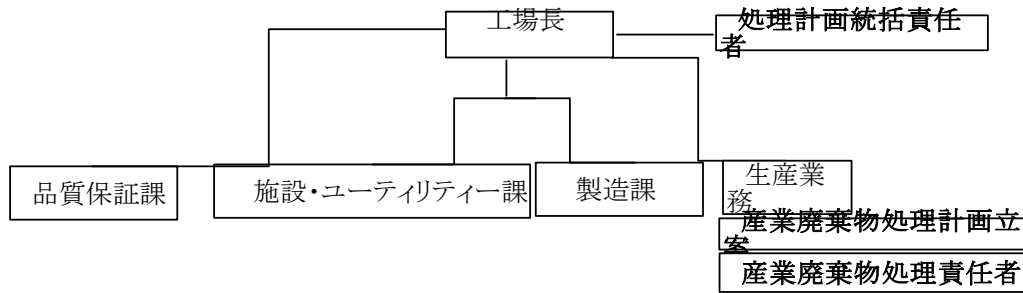 工場長
処理計画統括責任
者
品質保証課
施設・ユーティリティー課
製造課
生産業
務
産業廃棄物処理計画立
案
産業廃棄物処理責任者